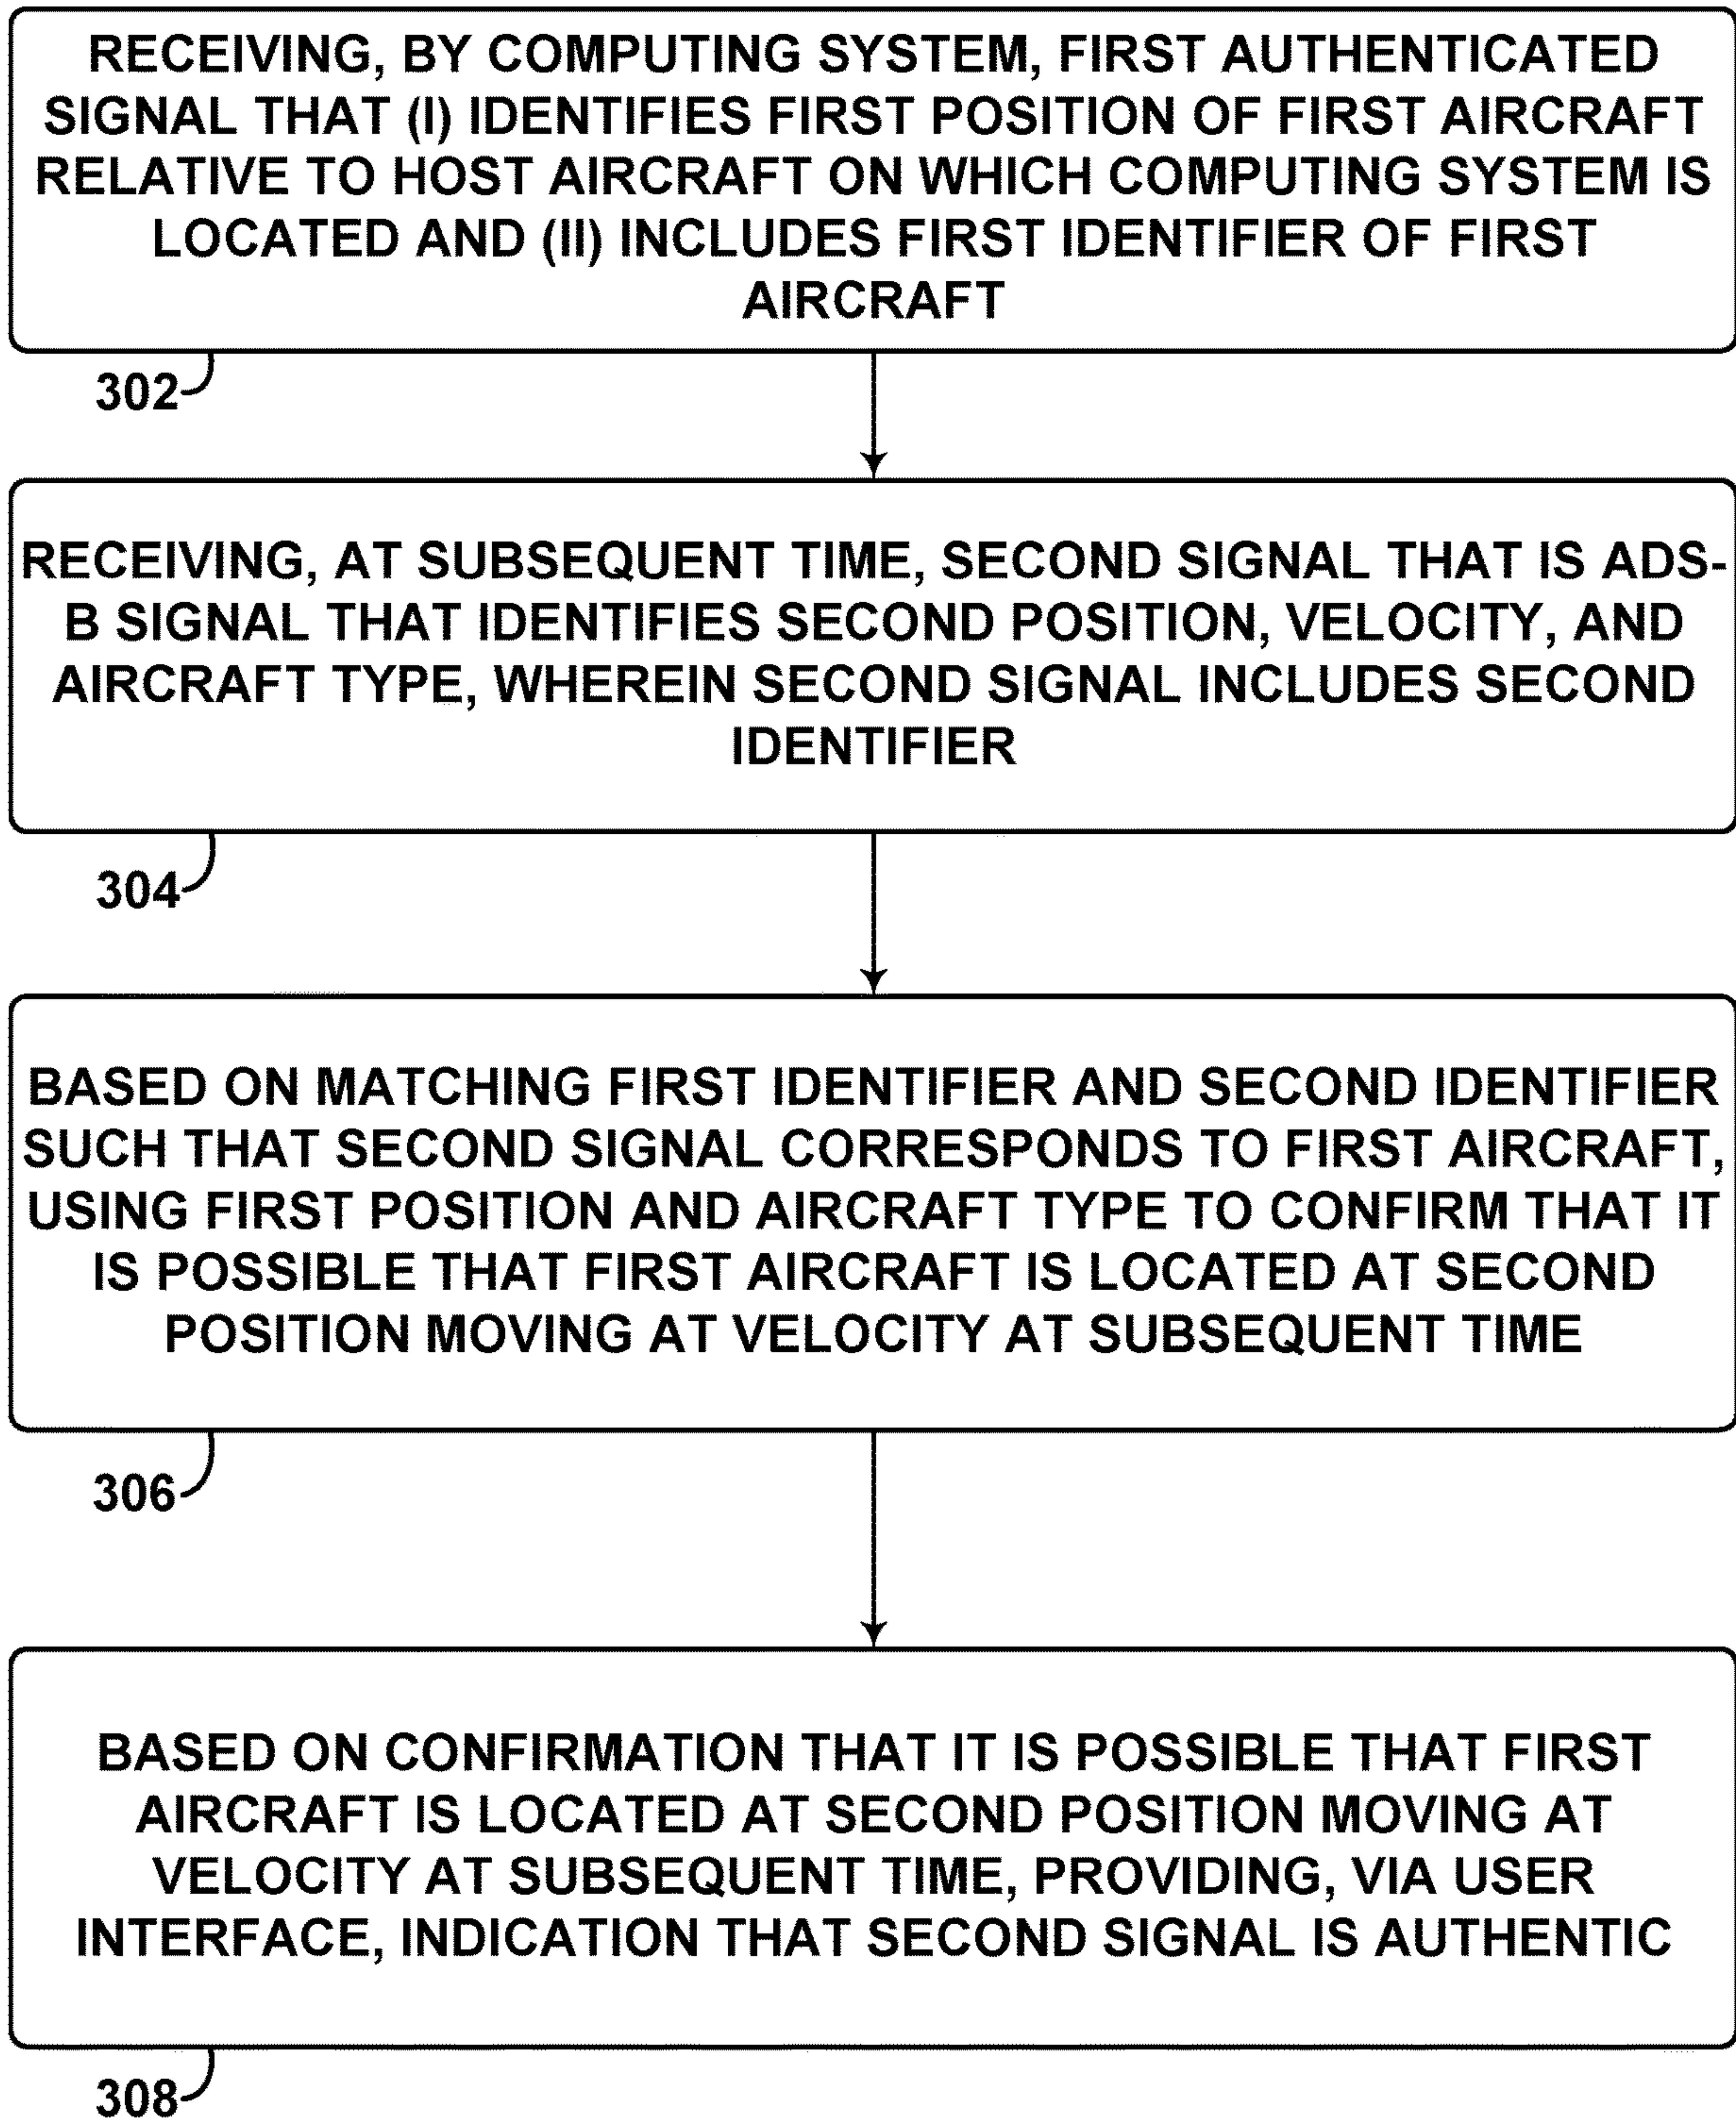 RECEIVING, BY COMPUTING SYSTEM, FIRST AUTHENTICATED
SIGNAL THAT (I) IDENTIFIES FIRST POSITION OF FIRST AIRCRAFT
RELATIVE TO HOST AIRCRAFT ON WHICH COMPUTING SYSTEM IS
LOCATED AND (II) INCLUDES FIRST IDENTIFIER OF FIRST
AIRCRAFT
302
RECEIVING, AT SUBSEQUENT TIME, SECOND SIGNAL THAT IS ADS-
B SIGNAL THAT IDENTIFIES SECOND POSITION, VELOCITY, AND
AIRCRAFT TYPE, WHEREIN SECOND SIGNAL INCLUDES SECOND
IDENTIFIER
304
BASED ON MATCHING FIRST IDENTIFIER AND SECOND IDENTIFIER
SUCH THAT SECOND SIGNAL CORRESPONDS TO FIRST AIRCRAFT,
USING FIRST POSITION AND AIRCRAFT TYPE TO CONFIRM THAT IT
IS POSSIBLE THAT FIRST AIRCRAFT IS LOCATED AT SECOND
POSITION MOVING AT VELOCITY AT SUBSEQUENT TIME
306
BASED ON CONFIRMATION THAT IT IS POSSIBLE THAT FIRST
AIRCRAFT IS LOCATED AT SECOND POSITION MOVING AT
VELOCITY AT SUBSEQUENT TIME, PROVIDING, VIA USER
INTERFACE, INDICATION THAT SECOND SIGNAL IS AUTHENTIC
308